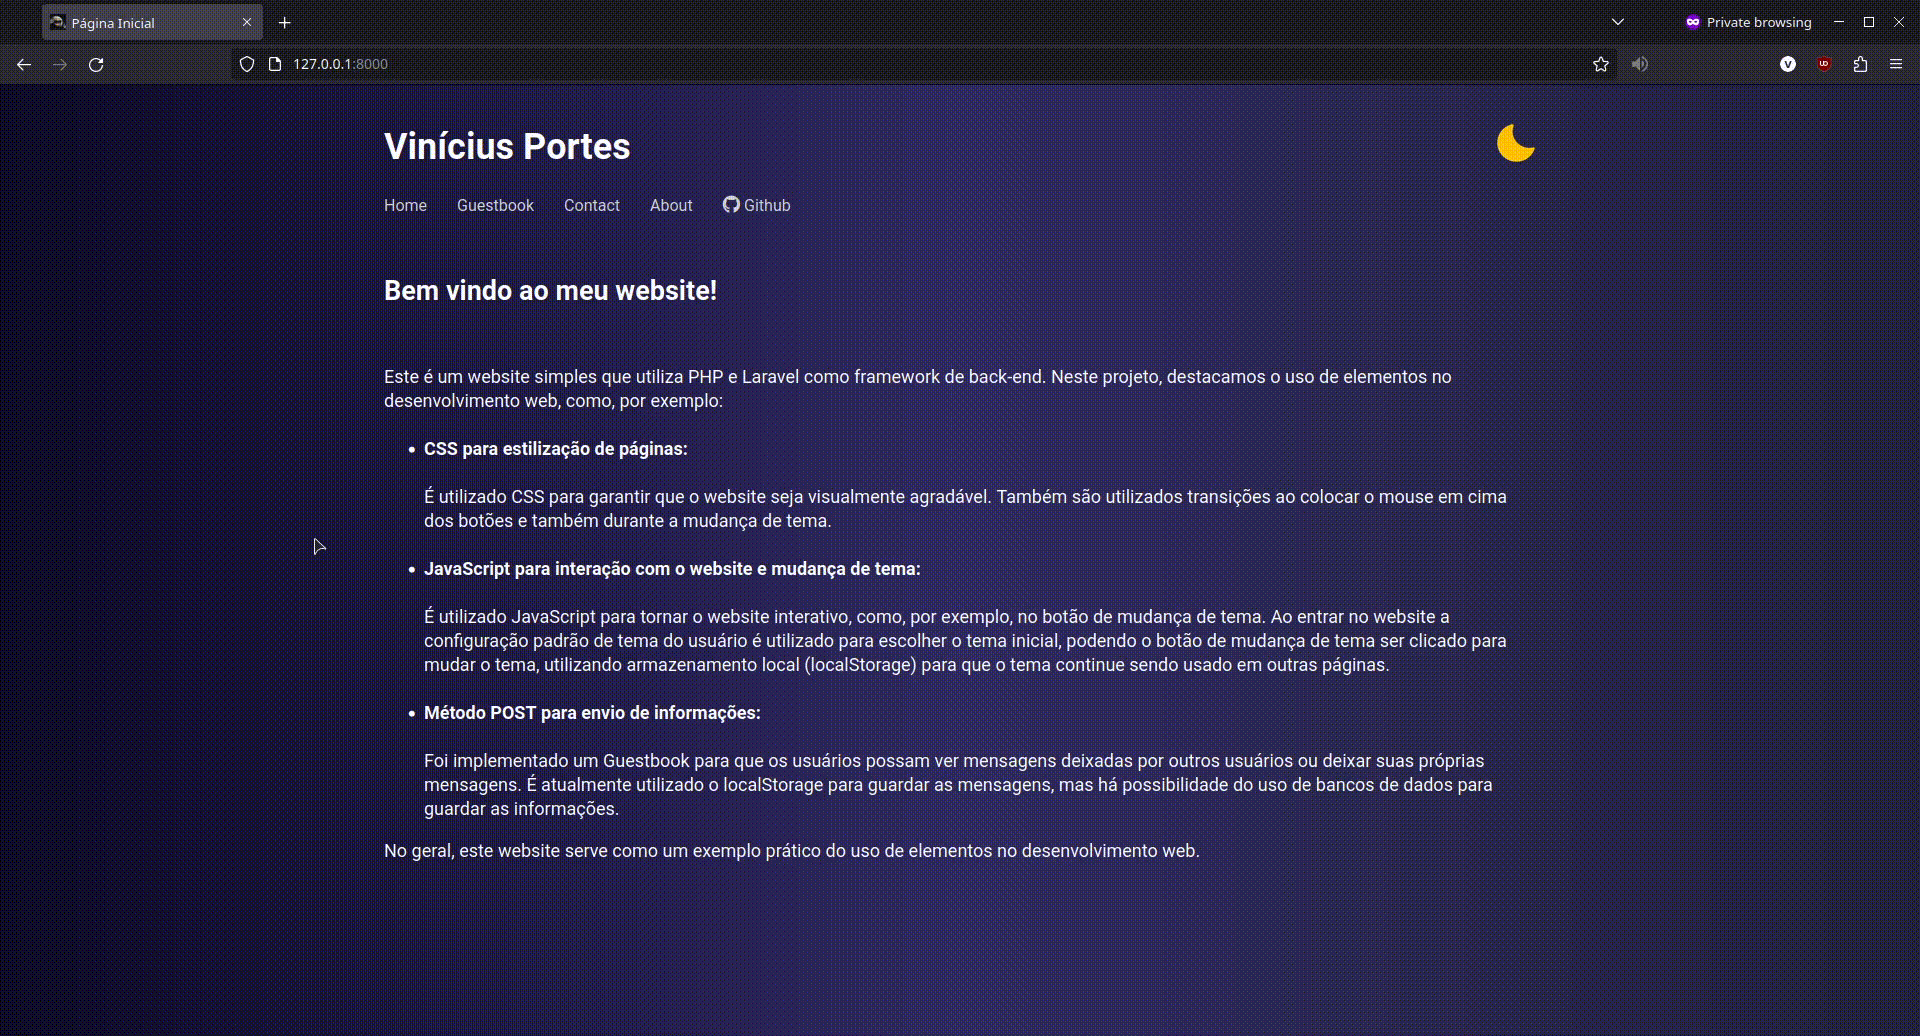 Página Inicial
Private browsing
127.0.0.1:8000
Vinícius Portes
Home Guestbook Contact About Github
Bem vindo ao meu website!
Este é um website simples que utiliza PHP e Laravel como framework de back-end. Neste projeto, destacamos o uso de elementos no
desenvolvimento web, como, por exemplo:
• CSS para estilização de páginas:
É utilizado CSS para garantir que o website seja visualmente agradável. Também são utilizados transições ao colocar o mouse em cima
dos botões e também durante a mudança de tema.
• JavaScript para interação com o website e mudança de tema:
É utilizado JavaScript para tornar o website interativo, como, por exemplo, no botão de mudança de tema. Ao entrar no website a
configuração padrão de tema do usuário é utilizado para escolher o tema inicial, podendo o botão de mudança de tema ser clicado para
mudar o tema, utilizando armazenamento local (localStorage) para que o tema continue sendo usado em outras páginas.
• Método POST para envio de informações:
Foi implementado um Guestbook para que os usuários possam ver mensagens deixadas por outros usuários ou deixar suas próprias
mensagens. É atualmente utilizado o localStorage para guardar as mensagens, mas há possibilidade do uso de bancos de dados para
guardar as informações.
No geral, este website serve como um exemplo prático do uso de elementos no desenvolvimento web.